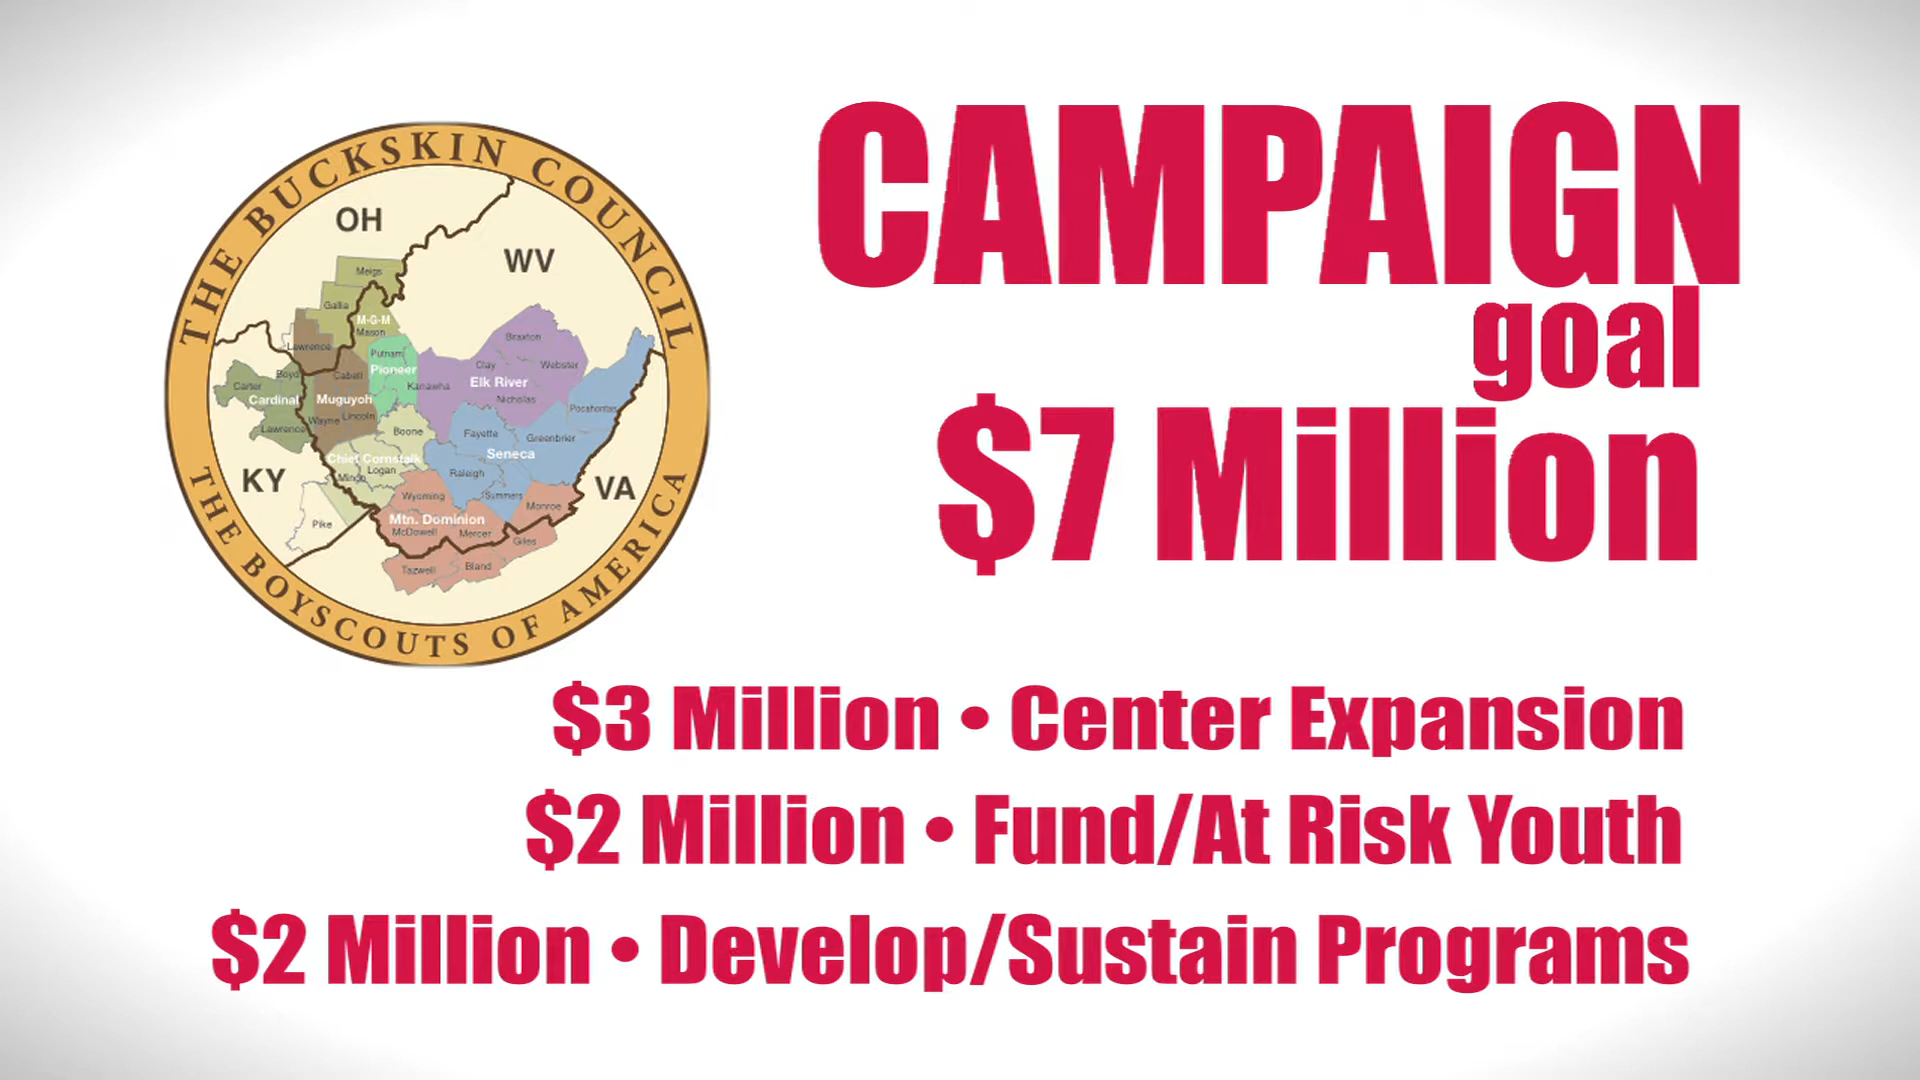 THE BUCKSKIN COUNCIL
OH
WV
Meigs
Gallia
M-G-M
Mason
Lawrence
Putnam
Pioneer
Braxton
Clay
Webster
Boyd
Cabell
Carter
Kanawha
Elk River
Cardinal
Muguyoh
Nicholas
Pocahontas
Wayne
Lincoln
Lawrence
Boone
Fayette
Greenbrier
Chief Cornstalk
Seneca
Logan
Mingo
Raleigh
KY
VA
Wyoming
Summers
Monroe
Pike
Mtn. Dominion
McDowell
Mercer
Giles
Tazwell
Bland
THE BOYSCOUTS OF AMERICA
CAMPAIGN
goal
$7 Million
$3 Million • Center Expansion
$2 Million • Fund/At Risk Youth
$2 Million • Develop/Sustain Programs